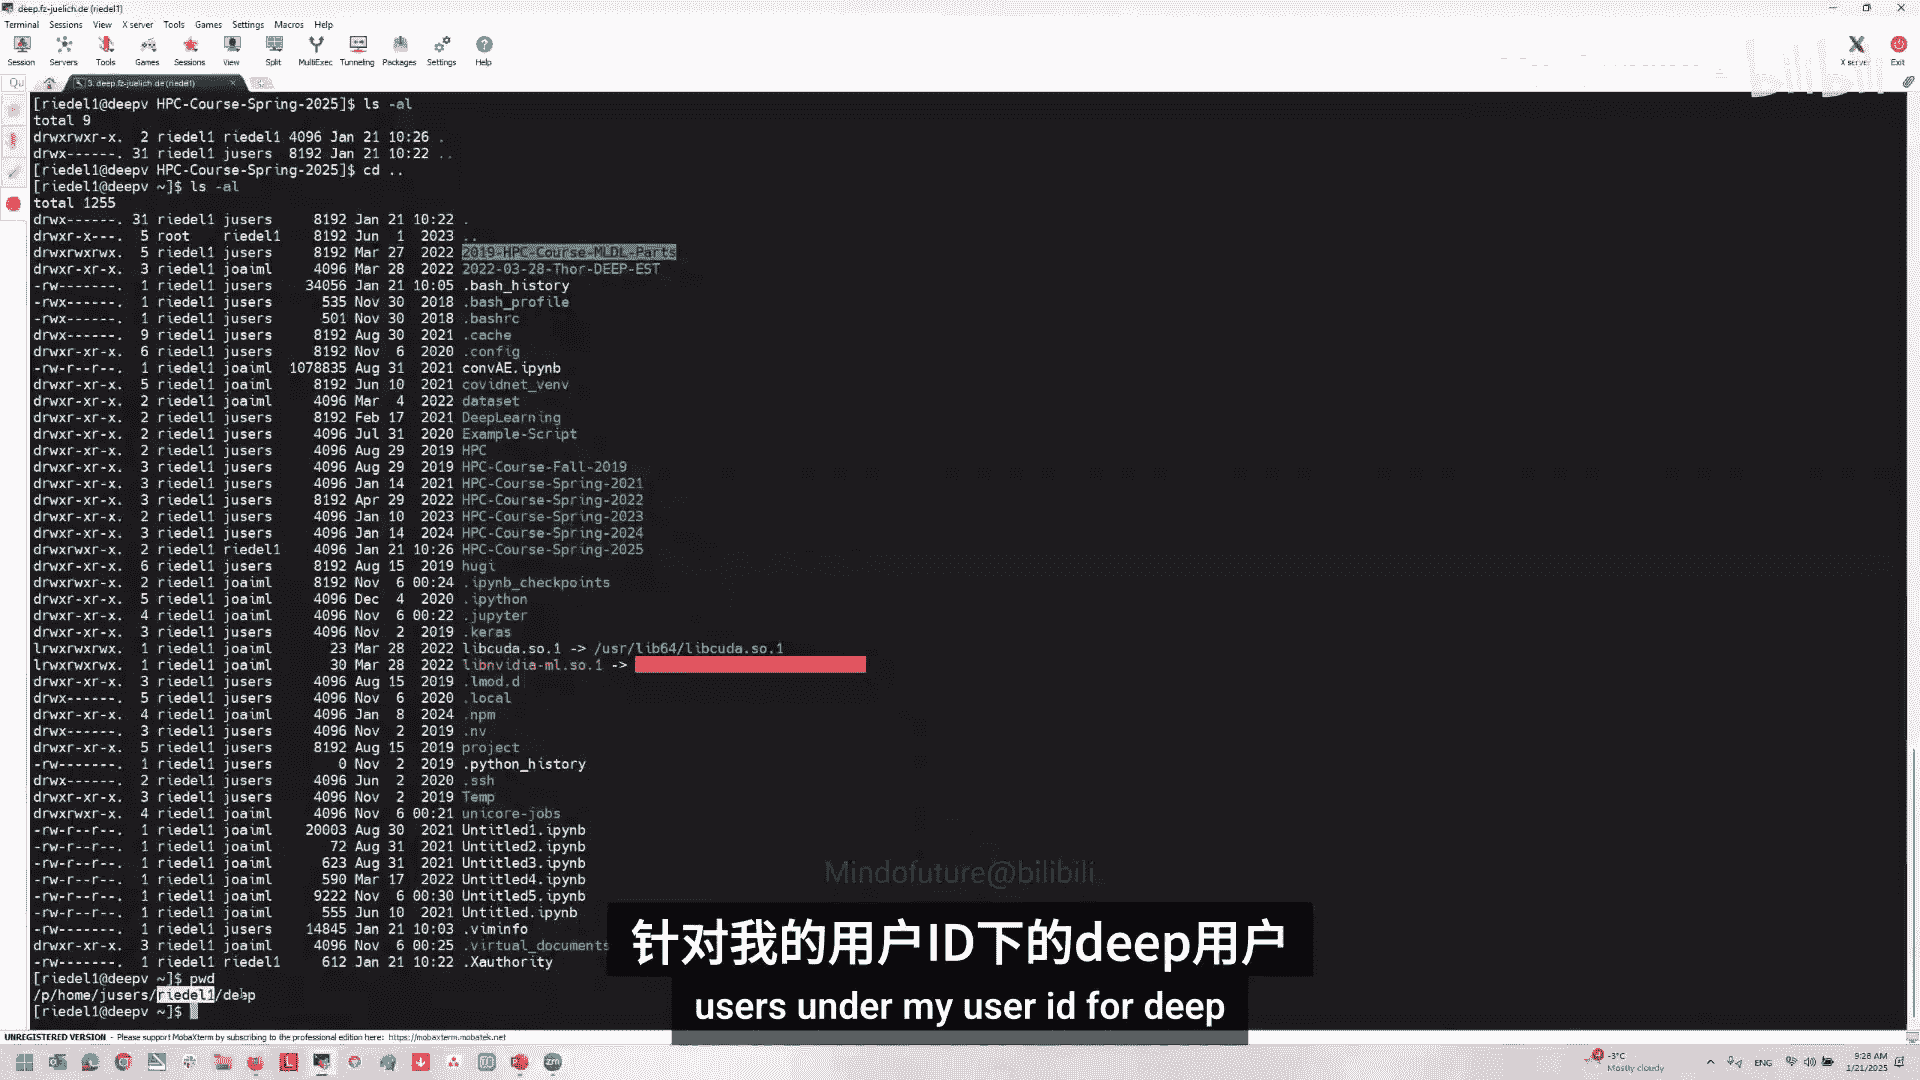 deep.fz-juelich.de (riedel1)
Terminal Sessions View X server Tools Games Settings Macros Help
Session Servers Tools Games Sessions View Split MultiExec Tunneling Packages Settings Help X server Exit
Qu 3. deep.fz-juelich.de (riedel1)
bilibili
[riedel1@deepv HPC-Course-Spring-2025]$ ls -al
total 9
drwxrwxr-x. 2 riedel1 riedel1 4096 Jan 21 10:26 .
drwx------. 31 riedel1 jusers 8192 Jan 21 10:22 ..
[riedel1@deepv HPC-Course-Spring-2025]$ cd ..
[riedel1@deepv ~]$ ls -al
total 1255
drwx------. 31 riedel1 jusers 8192 Jan 21 10:22 .
drwxr-x---. 5 root riedel1 8192 Jun 1 2023 ..
drwxrwxrwx. 5 riedel1 jusers 8192 Mar 27 2022 2019-HPC-Course-MLDL-Parts
drwxr-xr-x. 3 riedel1 joaiml 4096 Mar 28 2022 2022-03-28-Thor-DEEP-EST
-rw-------. 1 riedel1 jusers 34056 Jan 21 10:05 .bash_history
-rwx------. 1 riedel1 jusers 535 Nov 30 2018 .bash_profile
-rwx------. 1 riedel1 jusers 501 Nov 30 2018 .bashrc
drwx------. 9 riedel1 jusers 8192 Aug 30 2021 .cache
drwxr-xr-x. 6 riedel1 jusers 8192 Nov 6 2020 .config
-rw-r--r--. 1 riedel1 joaiml 1078835 Aug 31 2021 convAE.ipynb
drwxr-xr-x. 5 riedel1 joaiml 8192 Jun 10 2021 covidnet_venv
drwxr-xr-x. 2 riedel1 joaiml 4096 Mar 4 2022 dataset
drwxr-xr-x. 2 riedel1 jusers 8192 Feb 17 2021 DeepLearning
drwxr-xr-x. 2 riedel1 jusers 4096 Jul 31 2020 Example-Script
drwxr-xr-x. 2 riedel1 jusers 4096 Aug 29 2019 HPC
drwxr-xr-x. 3 riedel1 jusers 4096 Aug 29 2019 HPC-Course-Fall-2019
drwxr-xr-x. 3 riedel1 jusers 4096 Jan 14 2021 HPC-Course-Spring-2021
drwxr-xr-x. 3 riedel1 jusers 8192 Apr 29 2022 HPC-Course-Spring-2022
drwxr-xr-x. 2 riedel1 jusers 4096 Jan 10 2023 HPC-Course-Spring-2023
drwxr-xr-x. 3 riedel1 jusers 4096 Jan 14 2024 HPC-Course-Spring-2024
drwxrwxr-x. 2 riedel1 riedel1 4096 Jan 21 10:26 HPC-Course-Spring-2025
drwxr-xr-x. 6 riedel1 jusers 8192 Aug 15 2019 hugi
drwxrwxr-x. 2 riedel1 joaiml 8192 Nov 6 00:24 .ipynb_checkpoints
drwxr-xr-x. 5 riedel1 joaiml 4096 Dec 4 2020 .ipython
drwxr-xr-x. 4 riedel1 joaiml 4096 Nov 6 00:22 .jupyter
drwxr-xr-x. 3 riedel1 jusers 4096 Nov 2 2019 .keras
lrwxrwxrwx. 1 riedel1 joaiml 23 Mar 28 2022 libcuda.so.1 -> /usr/lib64/libcuda.so.1
lrwxrwxrwx. 1 riedel1 joaiml 30 Mar 28 2022 libnvidia-ml.so.1 ->
drwxr-xr-x. 3 riedel1 jusers 4096 Aug 15 2019 .lmod.d
drwx------. 5 riedel1 jusers 4096 Nov 6 2020 .local
drwxr-xr-x. 4 riedel1 joaiml 4096 Jan 8 2024 .npm
drwx------. 3 riedel1 jusers 4096 Nov 2 2019 .nv
drwxr-xr-x. 5 riedel1 jusers 8192 Aug 15 2019 project
-rw-------. 1 riedel1 jusers 0 Nov 2 2019 .python_history
drwx------. 2 riedel1 jusers 4096 Jun 2 2020 .ssh
drwxr-xr-x. 3 riedel1 jusers 4096 Nov 2 2019 Temp
drwxrwxr-x. 4 riedel1 joaiml 4096 Nov 6 00:21 unicore-jobs
-rw-r--r--. 1 riedel1 joaiml 20003 Aug 30 2021 Untitled1.ipynb
-rw-r--r--. 1 riedel1 joaiml 72 Aug 31 2021 Untitled2.ipynb
-rw-r--r--. 1 riedel1 joaiml 623 Aug 31 2021 Untitled3.ipynb
-rw-r--r--. 1 riedel1 joaiml 590 Mar 17 2022 Untitled4.ipynb
-rw-r--r--. 1 riedel1 joaiml 9222 Nov 6 00:30 Untitled5.ipynb
-rw-r--r--. 1 riedel1 joaiml 555 Jun 10 2021 Untitled.ipynb
-rw-------. 1 riedel1 jusers 14845 Jan 21 10:03 .viminfo
drwxr-xr-x. 3 riedel1 joaiml 4096 Nov 6 00:25 .virtual_documents
-rw-------. 1 riedel1 riedel1 612 Jan 21 10:22 .Xauthority
[riedel1@deepv ~]$ pwd
/p/home/jusers/riedel1/deep
[riedel1@deepv ~]$
Mindofuture@bilibili
针对我的用户ID下的deep用户
users under my user id for deep
UNREGISTERED VERSION - Please support MobaXterm by subscribing to the professional edition here: https://mobaxterm.mobatek.net
-3°C
Mostly cloudy
ENG
9:28 AM
1/21/2025